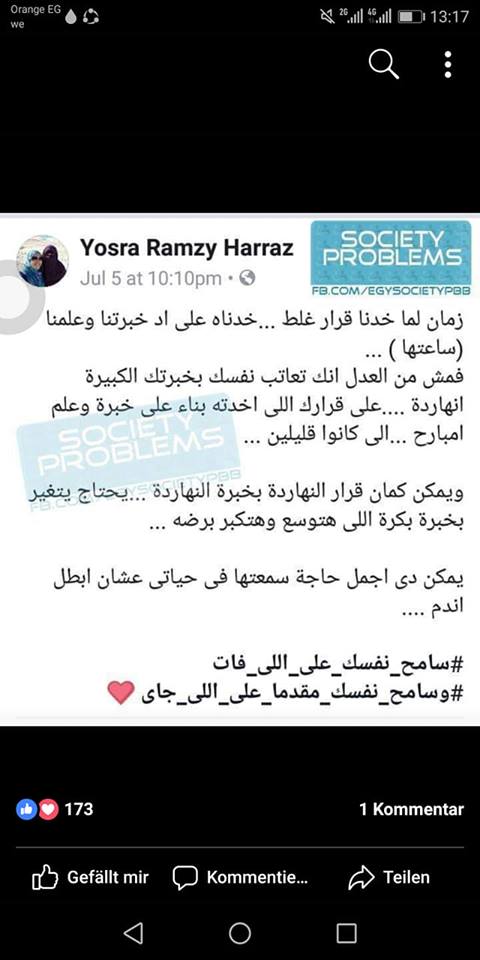 Orange EG
we
2G
4G
13:17
Yosra Ramzy Harraz
Jul 5 at 10:10pm •
SOCIETY
PROBLEMS
FB.COM/EGYSOCIETYPBB
زمان لما خدنا قرار غلط ...خدناه على اد خبرتنا وعلمنا
(ساعتها ) ...
فمش من العدل انك تعاتب نفسك بخبرتك الكبيرة
انهاردة ....على قرارك اللى اخدته بناء على خبرة وعلم
امبارح ...الى كانوا قليلين ...
SOCIETY
PROBLEMS
FB.COM/EGYSOCIETYPBB
ويمكن كمان قرار النهاردة بخبرة النهاردة ...يحتاج يتغير
بخبرة بكرة اللى هتوسع وهتكبر برضه ...
يمكن دى اجمل حاجة سمعتها فى حياتى عشان ابطل
اندم ....
#سامح_نفسك_على_اللى_فات
#وسامح_نفسك_مقدما_على_اللى_جاى ❤
173
1 Kommentar
Gefällt mir
Kommentie...
Teilen